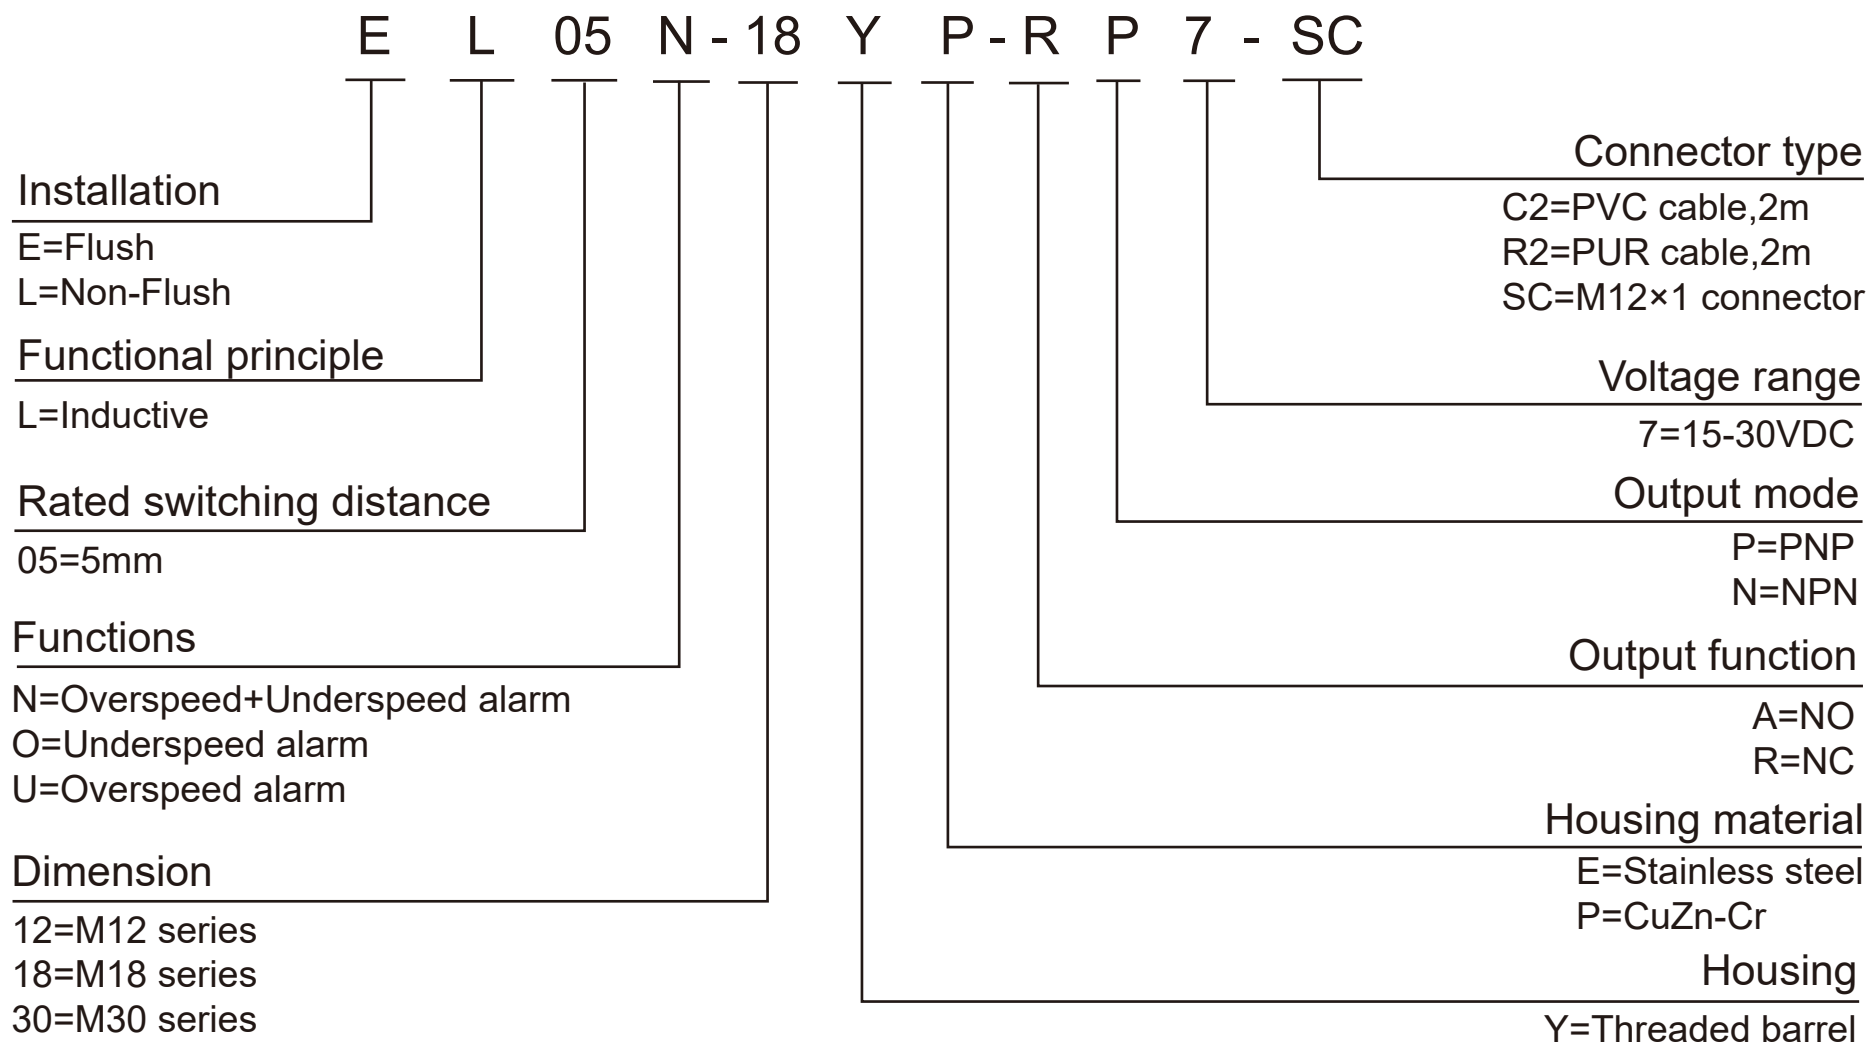 E L 05 N - 18 Y P - R P 7 - SC
Installation
E=Flush
L=Non-Flush
Functional principle
L=Inductive
Rated switching distance
05=5mm
Functions
N=Overspeed+Underspeed alarm
O=Underspeed alarm
U=Overspeed alarm
Dimension
12=M12 series
18=M18 series
30=M30 series
Connector type
C2=PVC cable,2m
R2=PUR cable,2m
SC=M12×1 connector
Voltage range
7=15-30VDC
Output mode
P=PNP
N=NPN
Output function
A=NO
R=NC
Housing material
E=Stainless steel
P=CuZn-Cr
Housing
Y=Threaded barrel